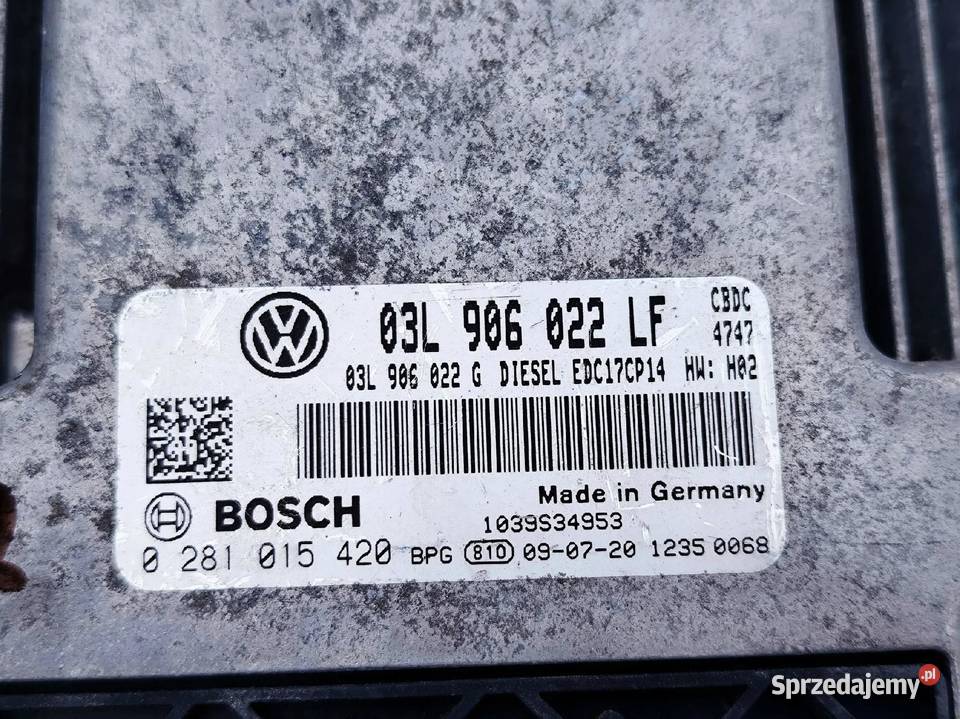 03L 906 022 LF CBDC
4747
03L 906 022 G DIESEL EDC17CP14 HW: H02
Made in Germany
BOSCH 1039S34953
0 281 015 420 BPG 810 09-07-20 1235 0068
Sprzedajemy.pl